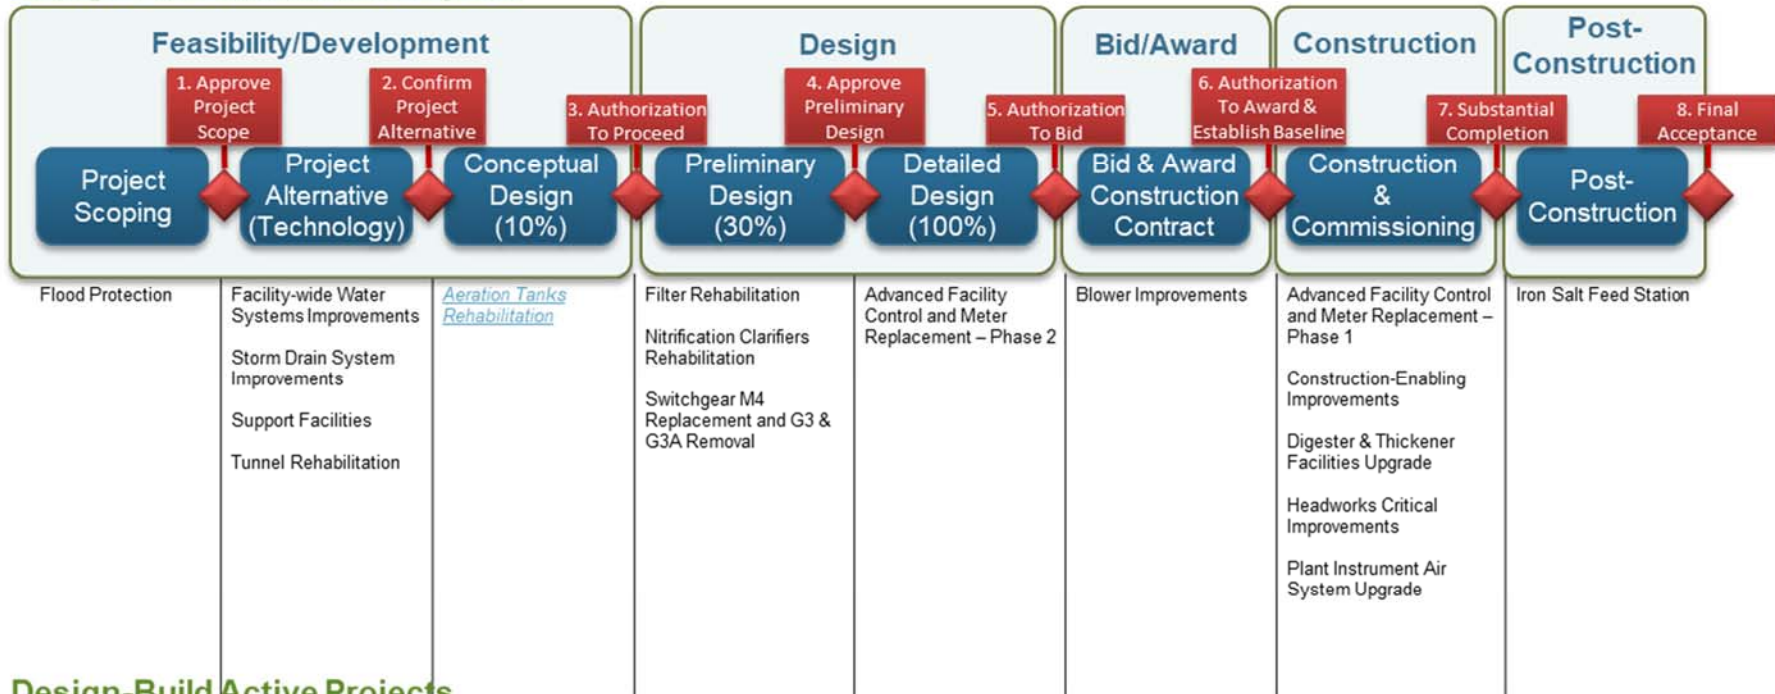 Feasibility/Development
Design
Bid/Award
Construction
Post-
Construction
1. Approve
Project
Scope
2. Confirm
Project
Alternative
3. Authorization
To Proceed
4. Approve
Preliminary
Design
5. Authorization
To Bid
6. Authorization
To Award &
Establish Baseline
7. Substantial
Completion
8. Final
Acceptance
Project
Scoping
Project
Alternative
(Technology)
Conceptual
Design
(10%)
Preliminary
Design
(30%)
Detailed
Design
(100%)
Bid & Award
Construction
Contract
Construction
&
Commissioning
Post-
Construction
Flood Protection
Facility-wide Water
Systems Improvements
Storm Drain System
Improvements
Support Facilities
Tunnel Rehabilitation
Aeration Tanks
Rehabilitation
Filter Rehabilitation
Nitrification Clarifiers
Rehabilitation
Switchgear M4
Replacement and G3 &
G3A Removal
Advanced Facility
Control and Meter
Replacement – Phase 2
Blower Improvements
Advanced Facility Control
and Meter Replacement –
Phase 1
Construction-Enabling
Improvements
Digester & Thickener
Facilities Upgrade
Headworks Critical
Improvements
Plant Instrument Air
System Upgrade
Iron Salt Feed Station
Design-Build Active Projects